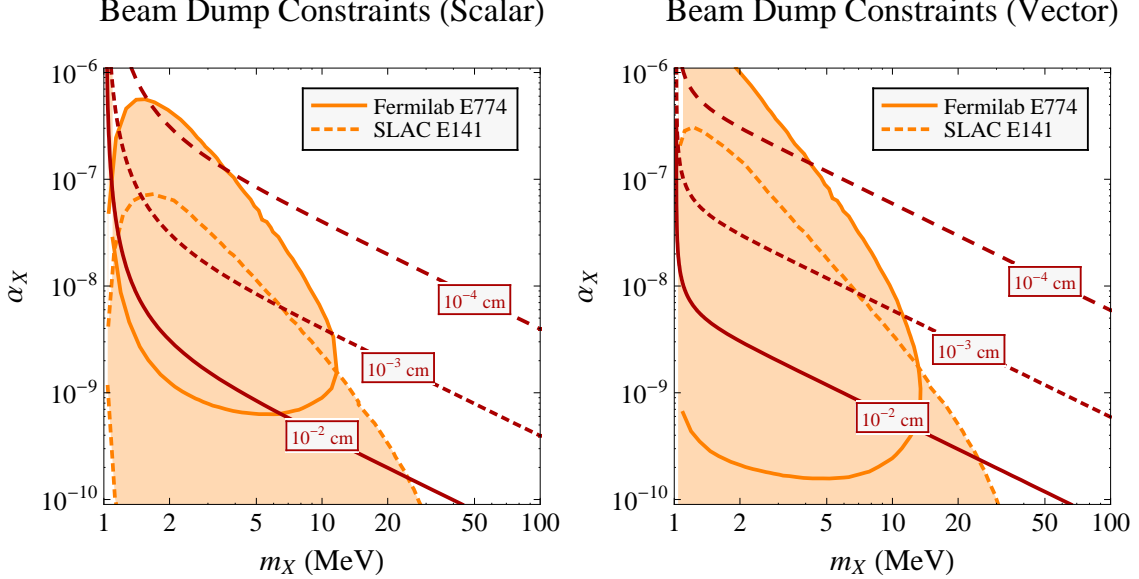 Beam Dump Constraints (Scalar)
Fermilab E774
SLAC E141
10⁻⁴ cm
10⁻³ cm
10⁻² cm
10⁻⁶
10⁻⁷
10⁻⁸
10⁻⁹
10⁻¹⁰
α_X
1 2 5 10 20 50 100
m_X (MeV)
Beam Dump Constraints (Vector)
Fermilab E774
SLAC E141
10⁻⁴ cm
10⁻³ cm
10⁻² cm
10⁻⁶
10⁻⁷
10⁻⁸
10⁻⁹
10⁻¹⁰
α_X
1 2 5 10 20 50 100
m_X (MeV)